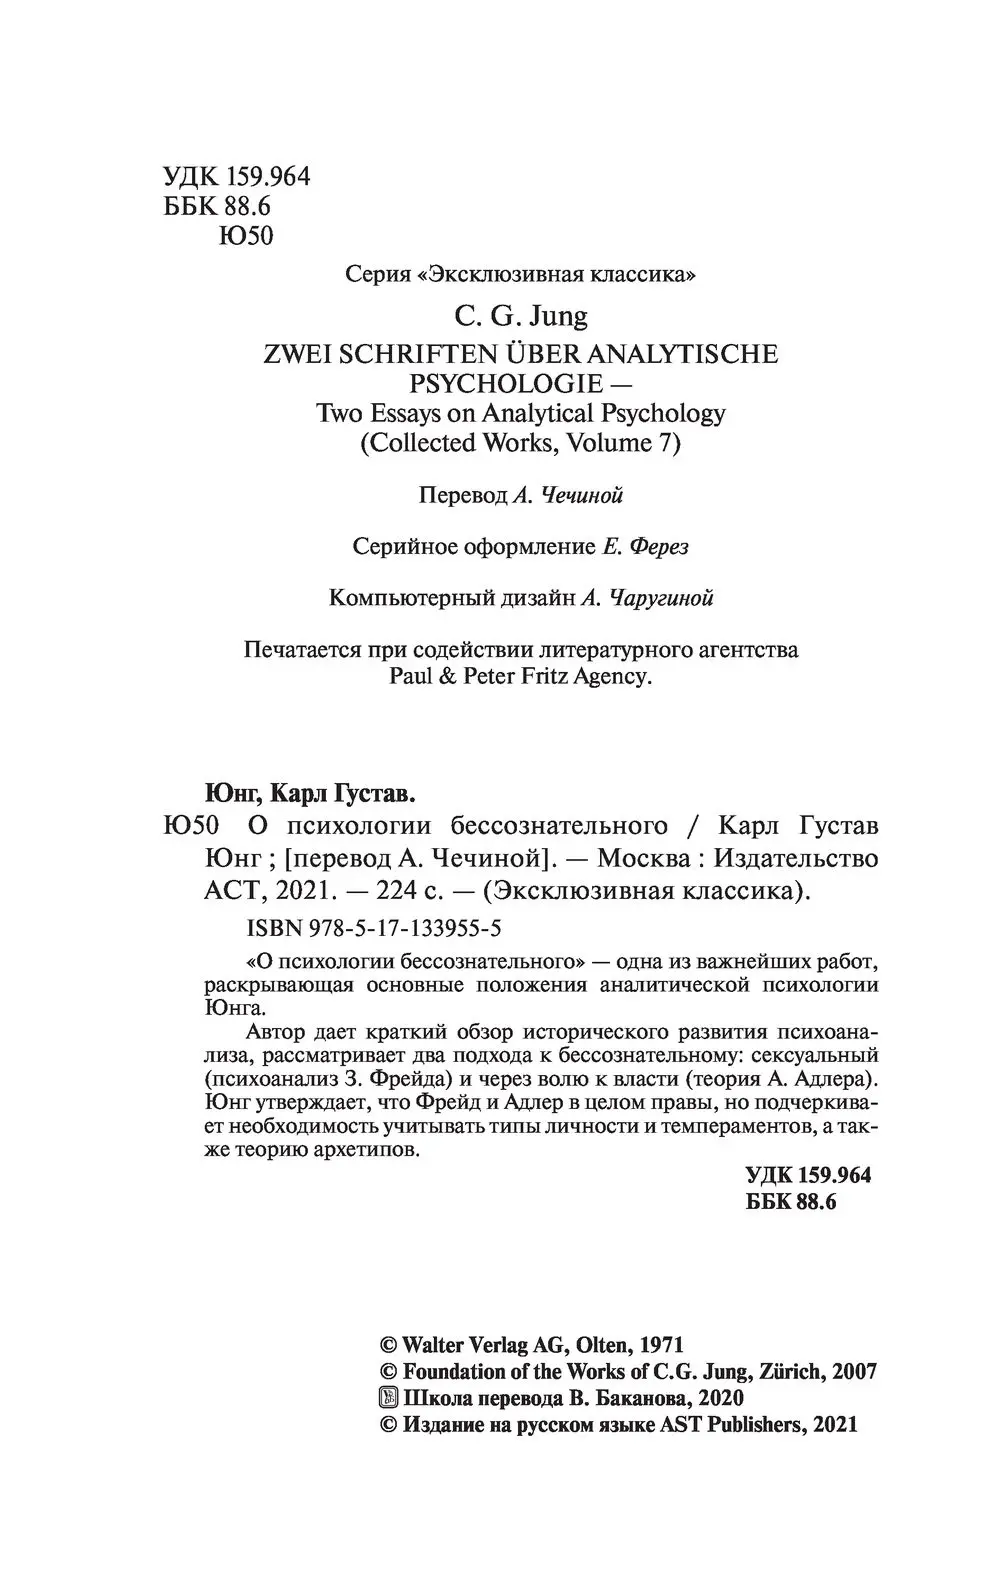 УДК 159.964
ББК 88.6
Ю50
Серия «Эксклюзивная классика»
C. G. Jung
ZWEI SCHRIFTEN ÜBER ANALYTISCHE
PSYCHOLOGIE —
Two Essays on Analytical Psychology
(Collected Works, Volume 7)
Перевод А. Чечиной
Серийное оформление Е. Ферез
Компьютерный дизайн А. Чаругиной
Печатается при содействии литературного агентства
Paul & Peter Fritz Agency.
Юнг, Карл Густав.
Ю50 О психологии бессознательного / Карл Густав
Юнг ; [перевод А. Чечиной]. — Москва : Издательство
АСТ, 2021. — 224 с. — (Эксклюзивная классика).
ISBN 978-5-17-133955-5
«О психологии бессознательного» — одна из важнейших работ,
раскрывающая основные положения аналитической психологии
Юнга.
Автор дает краткий обзор исторического развития психоана-
лиза, рассматривает два подхода к бессознательному: сексуальный
(психоанализ З. Фрейда) и через волю к власти (теория А. Адлера).
Юнг утверждает, что Фрейд и Адлер в целом правы, но подчеркива-
ет необходимость учитывать типы личности и темпераментов, а так-
же теорию архетипов.
УДК 159.964
ББК 88.6
© Walter Verlag AG, Olten, 1971
© Foundation of the Works of C.G. Jung, Zürich, 2007
Школа перевода В. Баканова, 2020
© Издание на русском языке AST Publishers, 2021